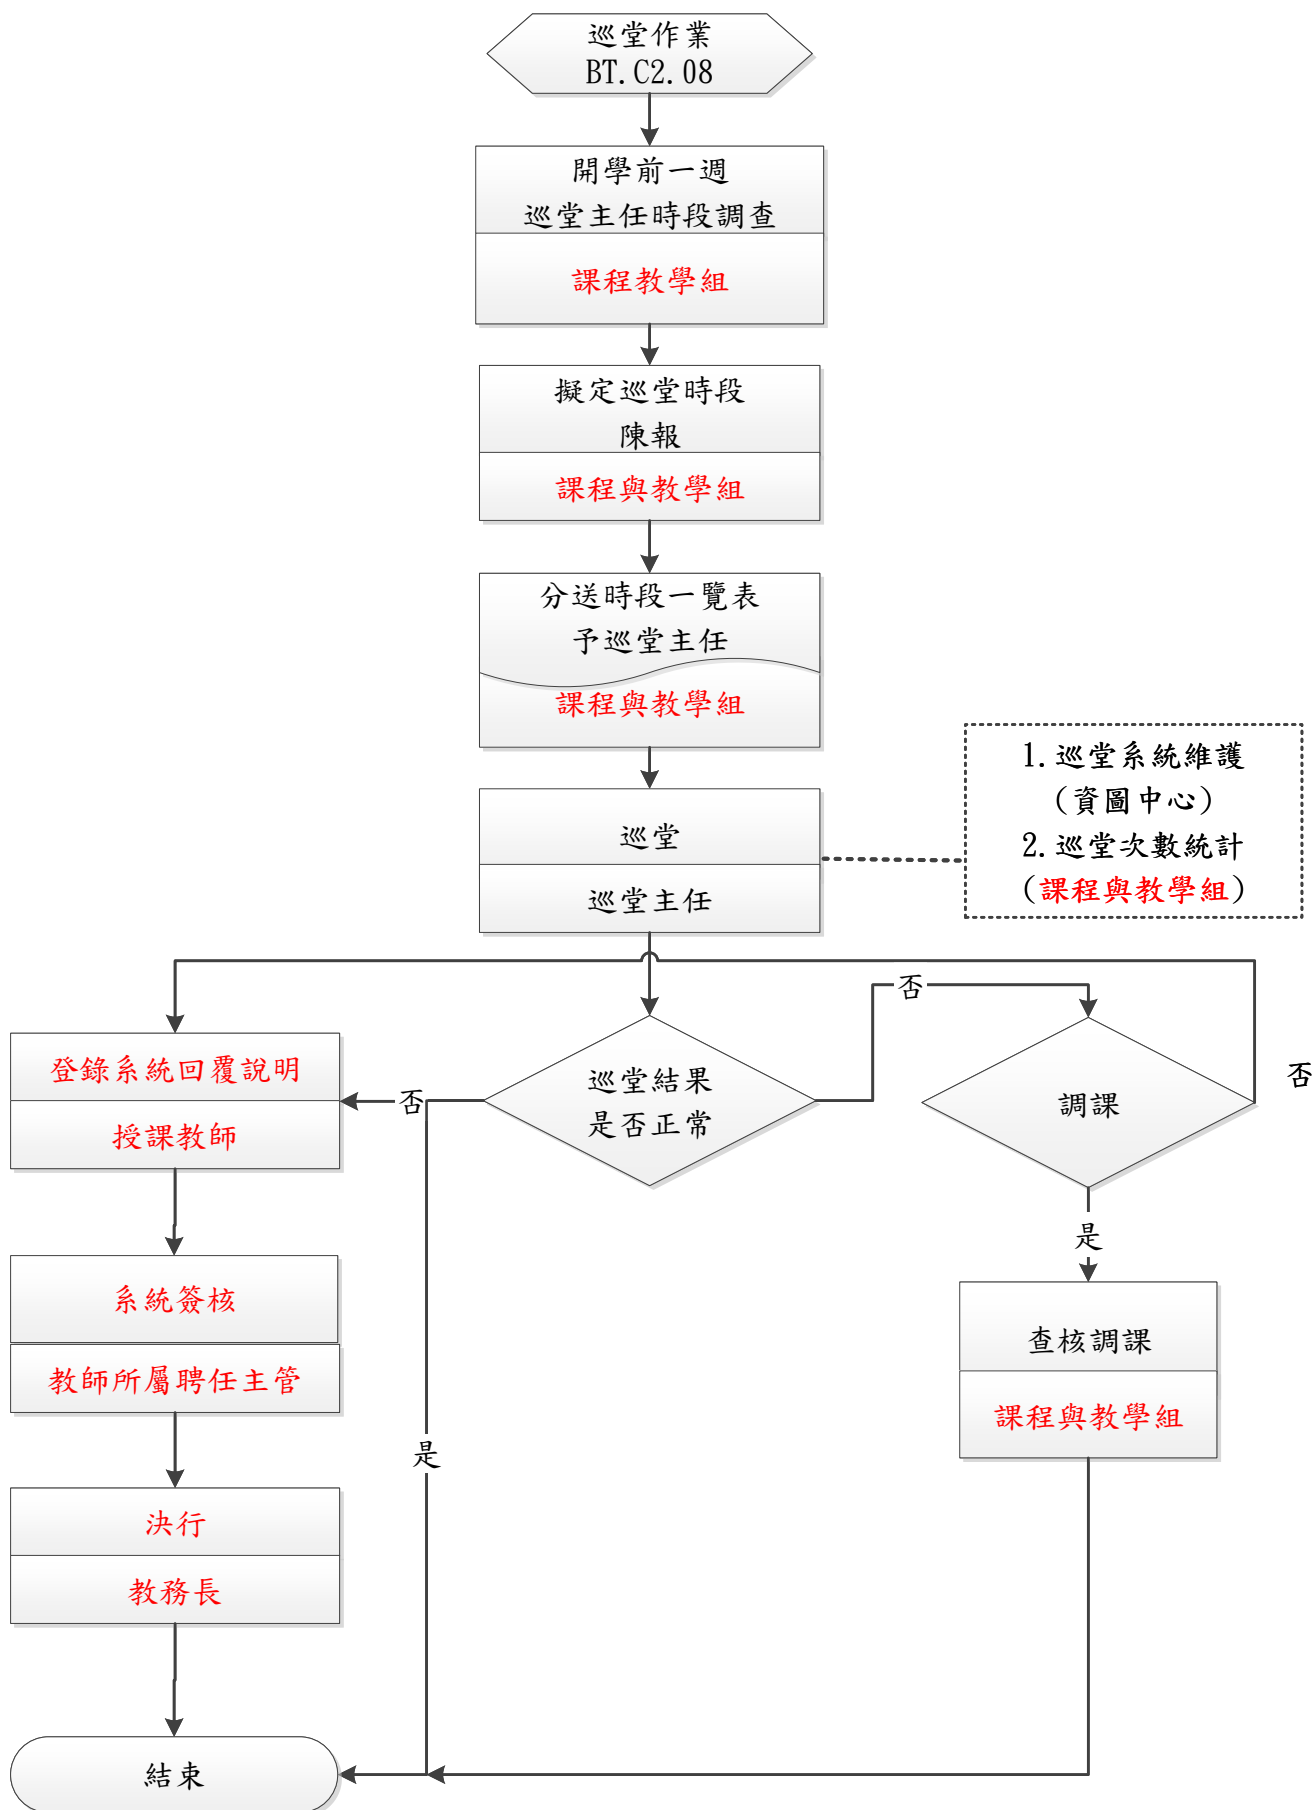 巡堂作業
BT.C2.08
開學前一週
巡堂主任時段調查
課程教學組
擬定巡堂時段
陳報
課程與教學組
分送時段一覽表
予巡堂主任
課程與教學組
1.巡堂系統維護
(資圖中心)
2.巡堂次數統計
(課程與教學組)
巡堂
巡堂主任
否
登錄系統回覆說明
授課教師
否
巡堂結果
是否正常
調課
否
是
系統簽核
教師所屬聘任主管
查核調課
課程與教學組
是
決行
教務長
結束